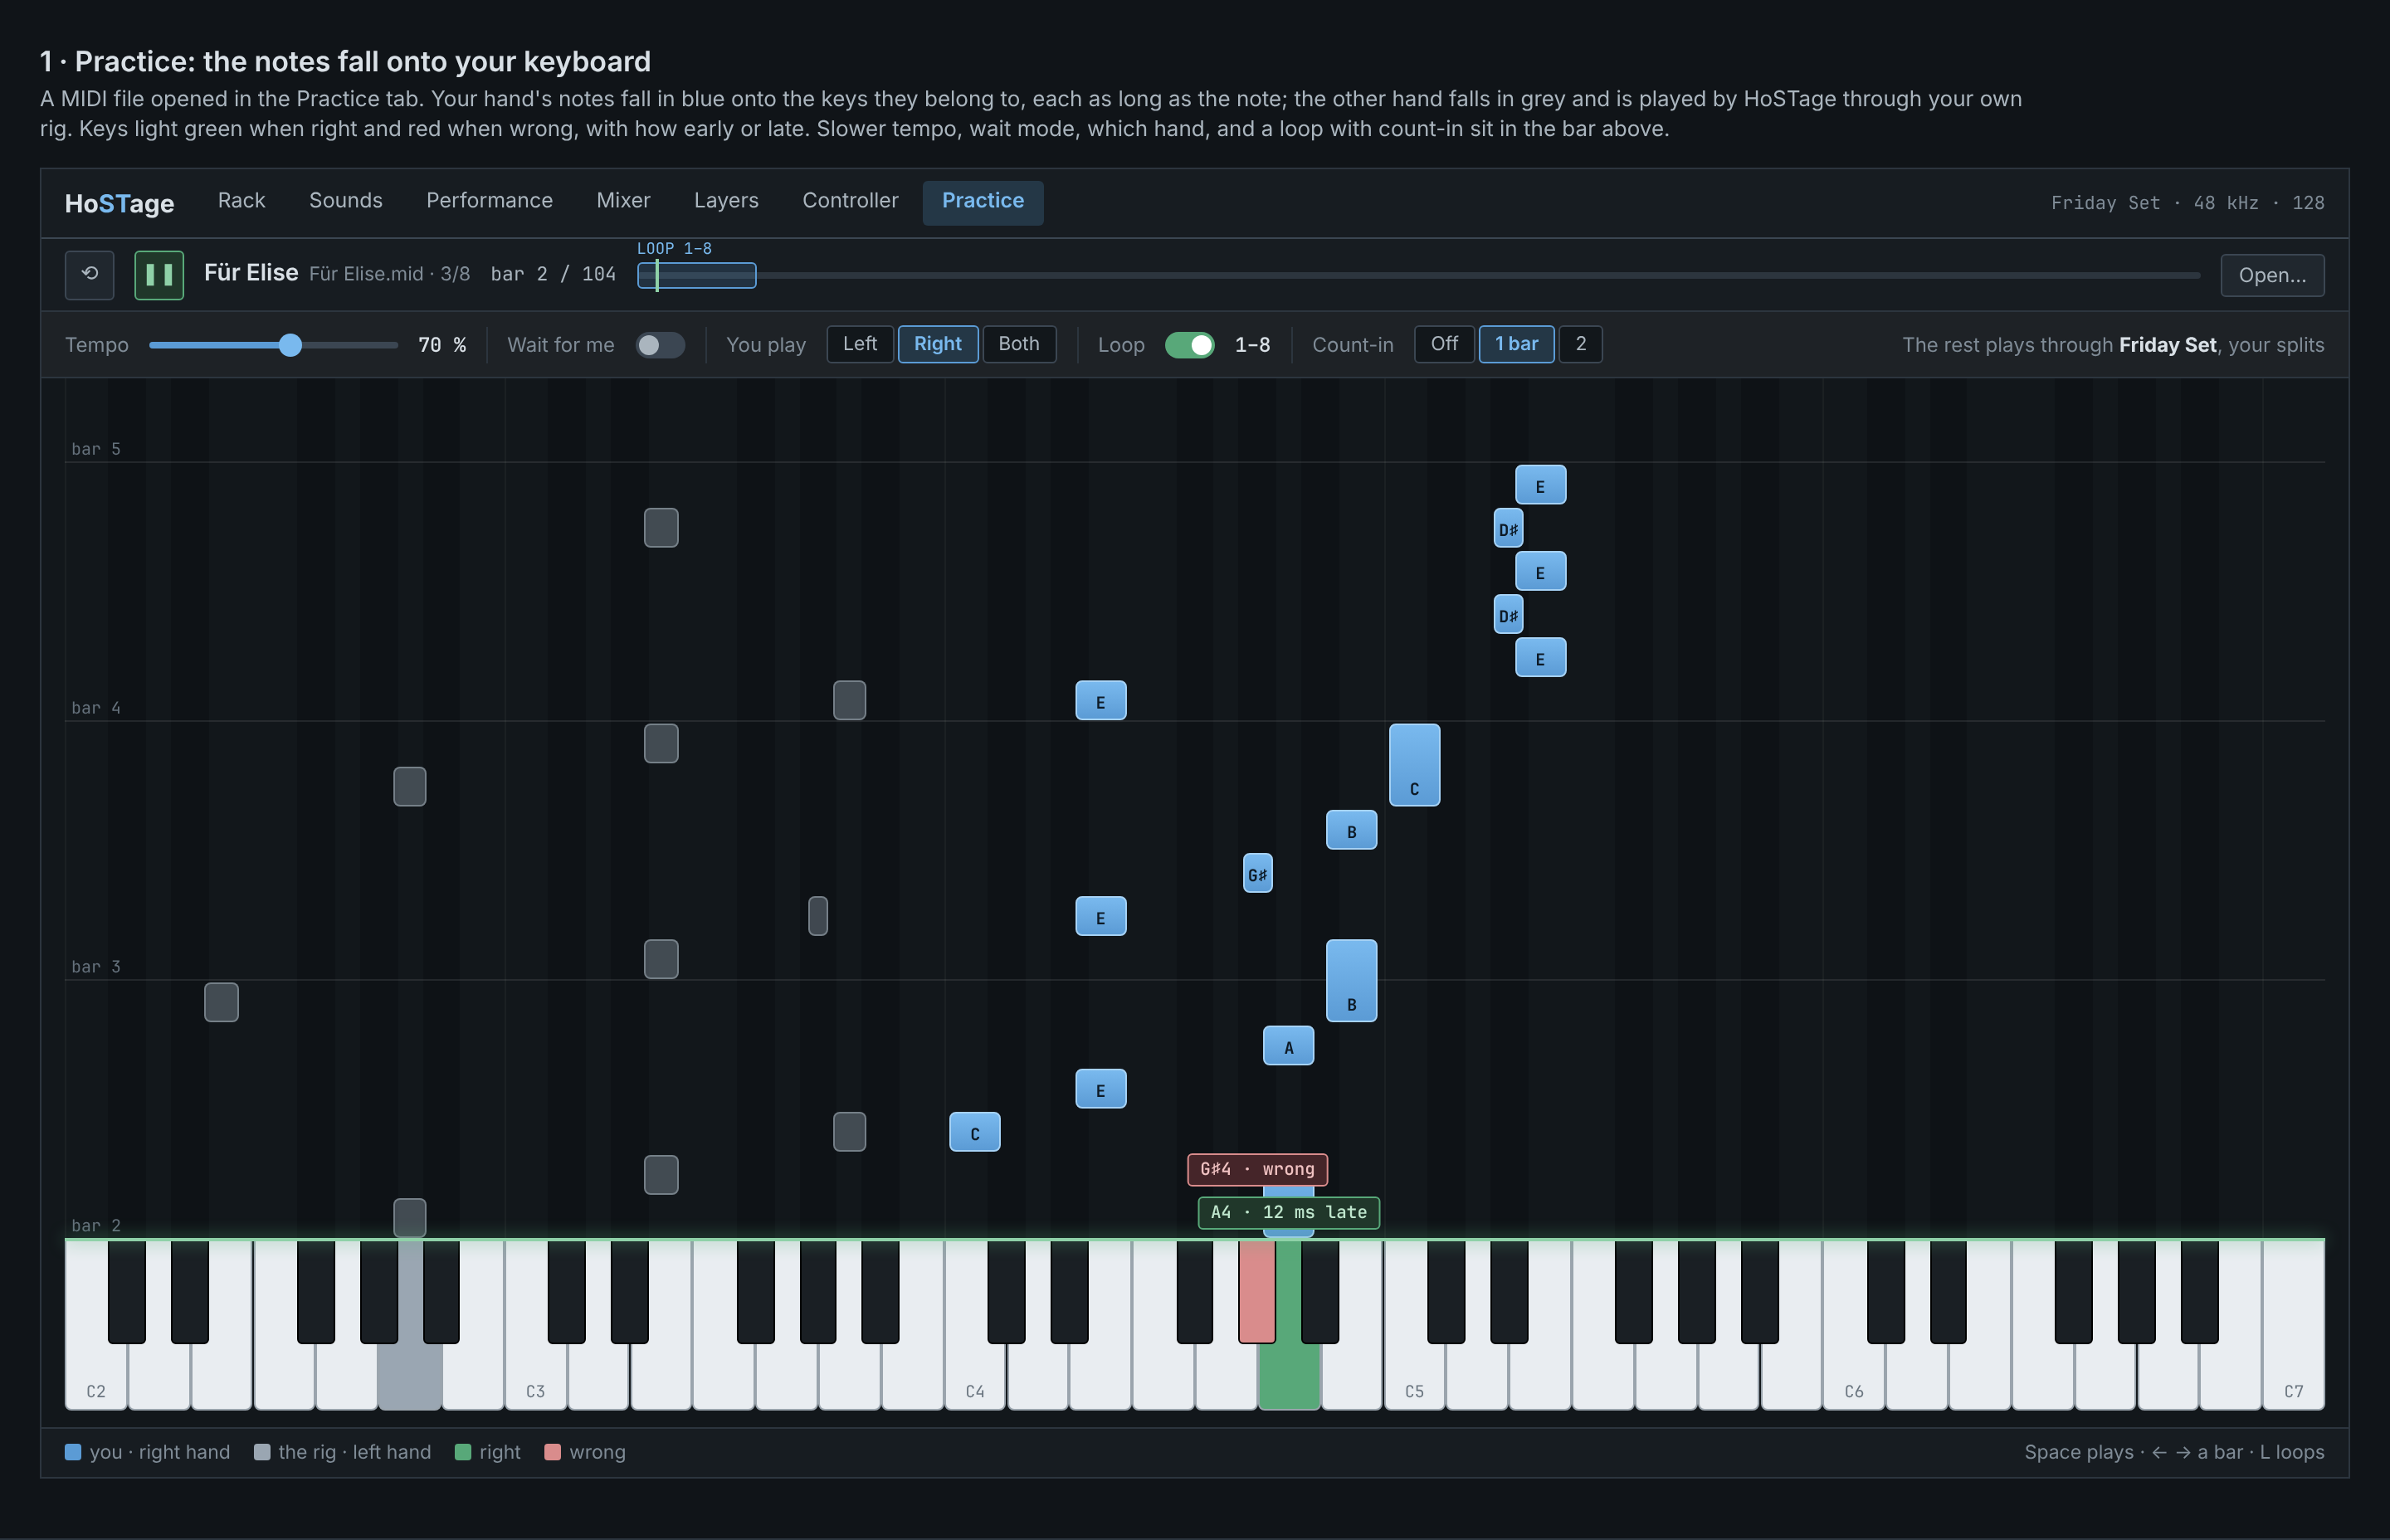 1 · Practice: the notes fall onto your keyboard
A MIDI file opened in the Practice tab. Your hand's notes fall in blue onto the keys they belong to, each as long as the note; the other hand falls in grey and is played by HoSTage through your own
rig. Keys light green when right and red when wrong, with how early or late. Slower tempo, wait mode, which hand, and a loop with count-in sit in the bar above.
HoSTage Rack Sounds Performance Mixer Layers Controller Practice Friday Set · 48 kHz · 128
LOOP 1–8
Für Elise Für Elise.mid · 3/8 bar 2 / 104 Open...
Tempo 70 % Wait for me You play Left Right Both Loop 1–8 Count-in Off 1 bar 2 The rest plays through Friday Set, your splits
bar 5
E
D♯
E
D♯
E
bar 4
E
C
B
G♯
E
bar 3
B
A
E
C
G♯4 · wrong
A4 · 12 ms late
bar 2
C2 C3 C4 C5 C6 C7
you · right hand the rig · left hand right wrong Space plays · ← → a bar · L loops